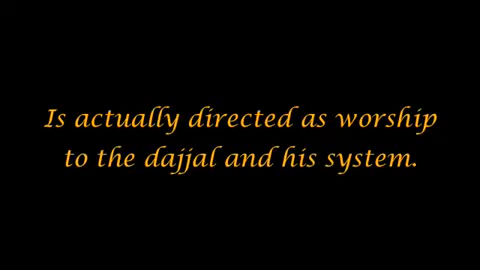 Is actually directed as worship
to the dajjal and his system.